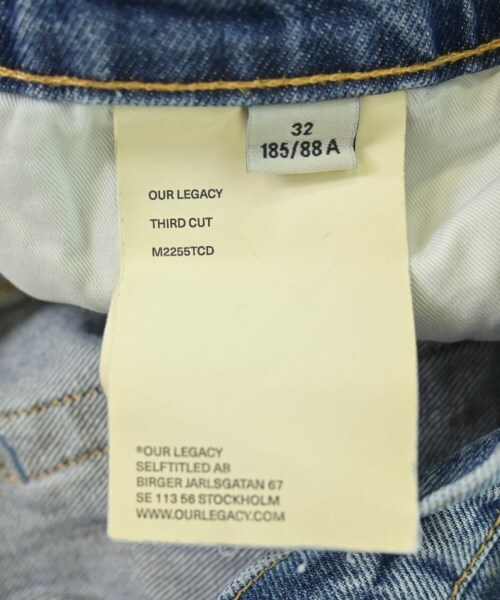 32
185/88 A
OUR LEGACY
THIRD CUT
M2255TCD
®OUR LEGACY
SELFTITLED AB
BIRGER JARLSGATAN 67
SE 113 56 STOCKHOLM
WWW.OURLEGACY.COM